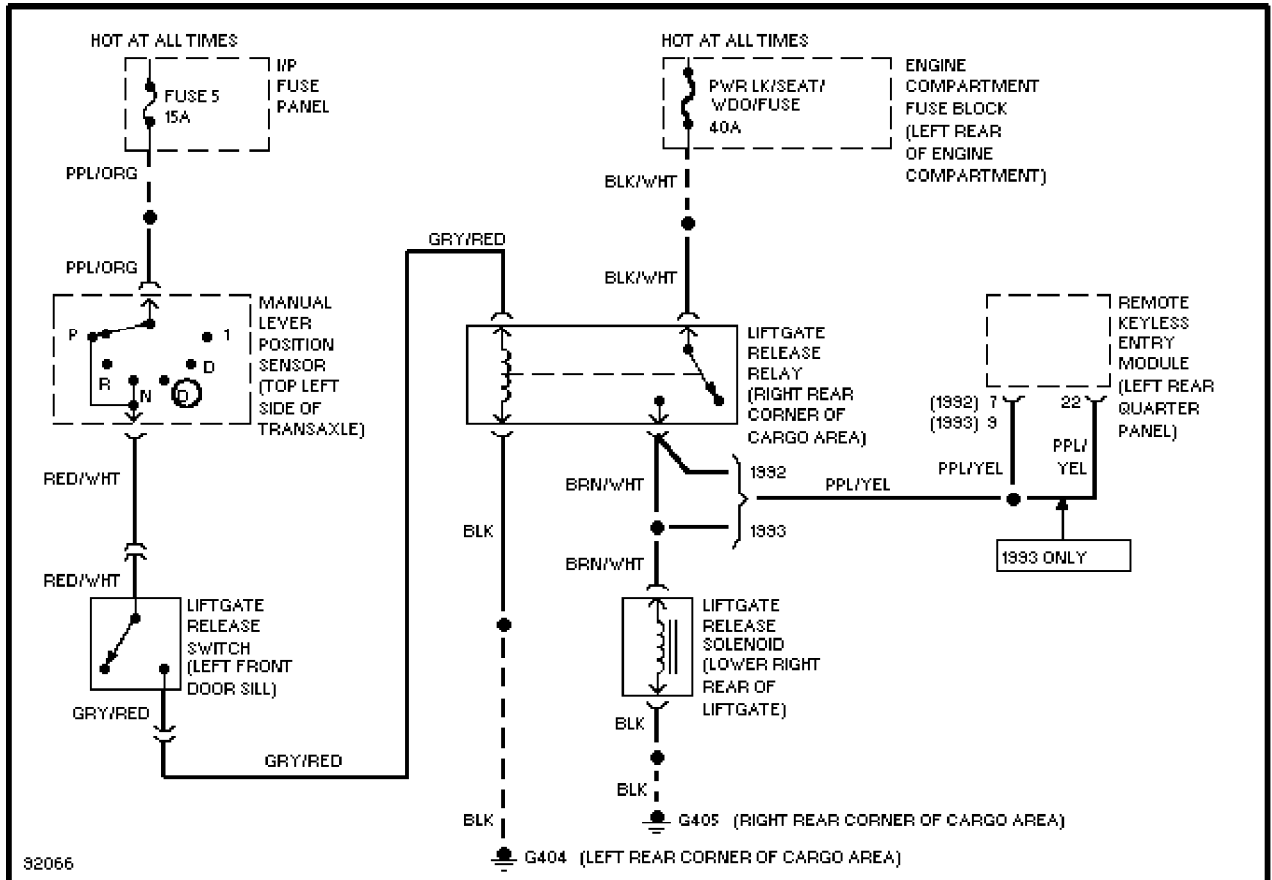 HOT AT ALL TIMES
I/P
FUSE
PANEL
FUSE 5
15A
PPL/ORG
PPL/ORG
HOT AT ALL TIMES
PWR LK/SEAT/
WDO/FUSE
40A
ENGINE
COMPARTMENT
FUSE BLOCK
(LEFT REAR
OF ENGINE
COMPARTMENT)
BLK/WHT
BLK/WHT
GRY/RED
P
R
N
D
D
1
MANUAL
LEVER
POSITION
SENSOR
(TOP LEFT
SIDE OF
TRANSAXLE)
LIFTGATE
RELEASE
RELAY
(RIGHT REAR
CORNER OF
CARGO AREA)
REMOTE
KEYLESS
ENTRY
MODULE
(LEFT REAR
QUARTER
PANEL)
(1992) 7
(1993) 9
22
PPL/YEL
PPL/
YEL
RED/WHT
RED/WHT
BRN/WHT
1992
1993
PPL/YEL
1993 ONLY
BLK
BRN/WHT
LIFTGATE
RELEASE
SWITCH
(LEFT FRONT
DOOR SILL)
GRY/RED
GRY/RED
LIFTGATE
RELEASE
SOLENOID
(LOWER RIGHT
REAR OF
LIFTGATE)
BLK
BLK
BLK
G405 (RIGHT REAR CORNER OF CARGO AREA)
G404 (LEFT REAR CORNER OF CARGO AREA)
92066